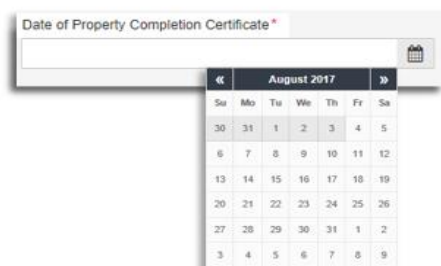 Date of Property Completion Certificate*
« August 2017 »
Su Mo Tu We Th Fr Sa
30 31 1 2 3 4 5
6 7 8 9 10 11 12
13 14 15 16 17 18 19
20 21 22 23 24 25 26
27 28 29 30 31 1 2
3 4 5 6 7 8 9